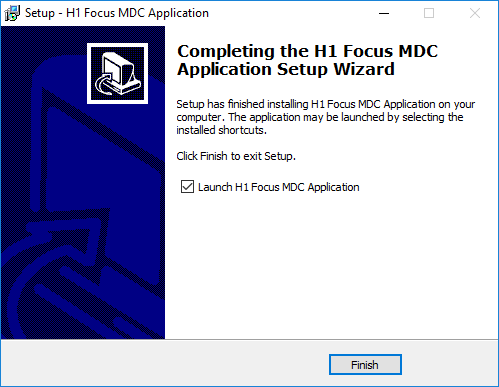 Setup - H1 Focus MDC Application
Completing the H1 Focus MDC
Application Setup Wizard
Setup has finished installing H1 Focus MDC Application on your
computer. The application may be launched by selecting the
installed shortcuts.
Click Finish to exit Setup.
Launch H1 Focus MDC Application
Finish